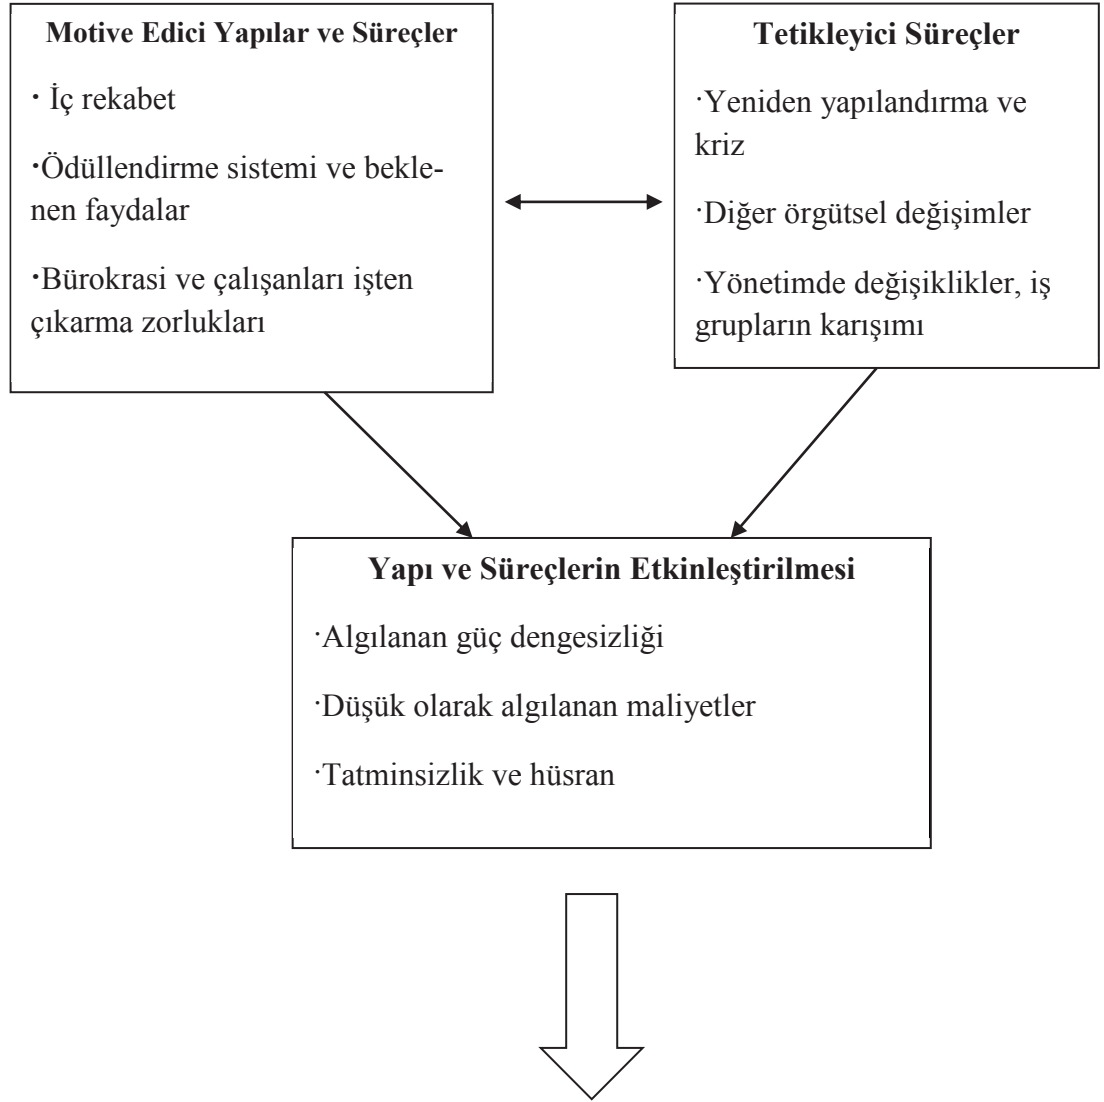 Motive Edici Yapılar ve Süreçler
· İç rekabet
·Ödüllendirme sistemi ve bekle-
nen faydalar
·Bürokrasi ve çalışanları işten
çıkarma zorlukları
Tetikleyici Süreçler
·Yeniden yapılandırma ve
kriz
·Diğer örgütsel değişimler
·Yönetimde değişiklikler, iş
grupların karışımı
Yapı ve Süreçlerin Etkinleştirilmesi
·Algılanan güç dengesizliği
·Düşük olarak algılanan maliyetler
·Tatminsizlik ve hüsran